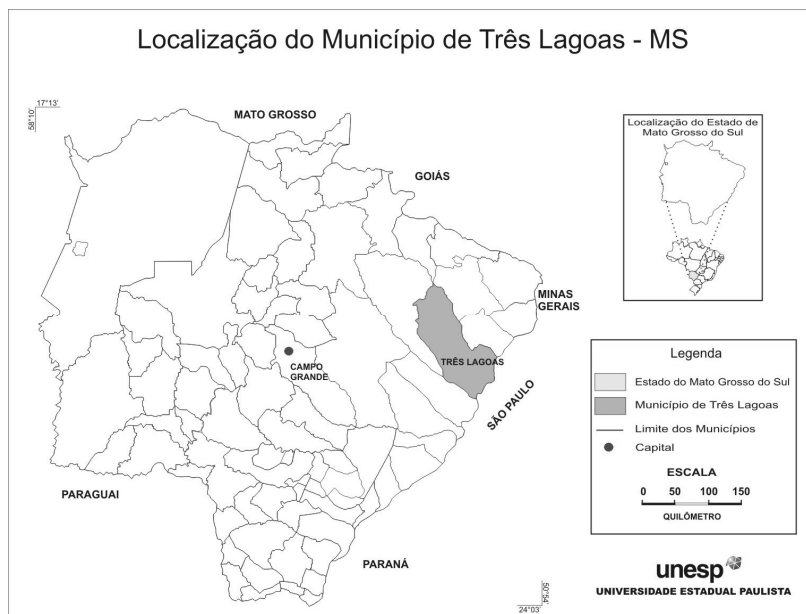 Localização do Município de Três Lagoas - MS
17°13'
58°10'
MATO GROSSO
GOIÁS
MINAS
GERAIS
TRÊS LAGOAS
CAMPO
GRANDE
SÃO PAULO
PARAGUAI
PARANÁ
50°54'
24°03'
Localização do Estado de
Mato Grosso do Sul
Legenda
Estado do Mato Grosso do Sul
Município de Três Lagoas
Limite dos Municípios
Capital
ESCALA
0 50 100 150
QUILÔMETRO
unesp
UNIVERSIDADE ESTADUAL PAULISTA